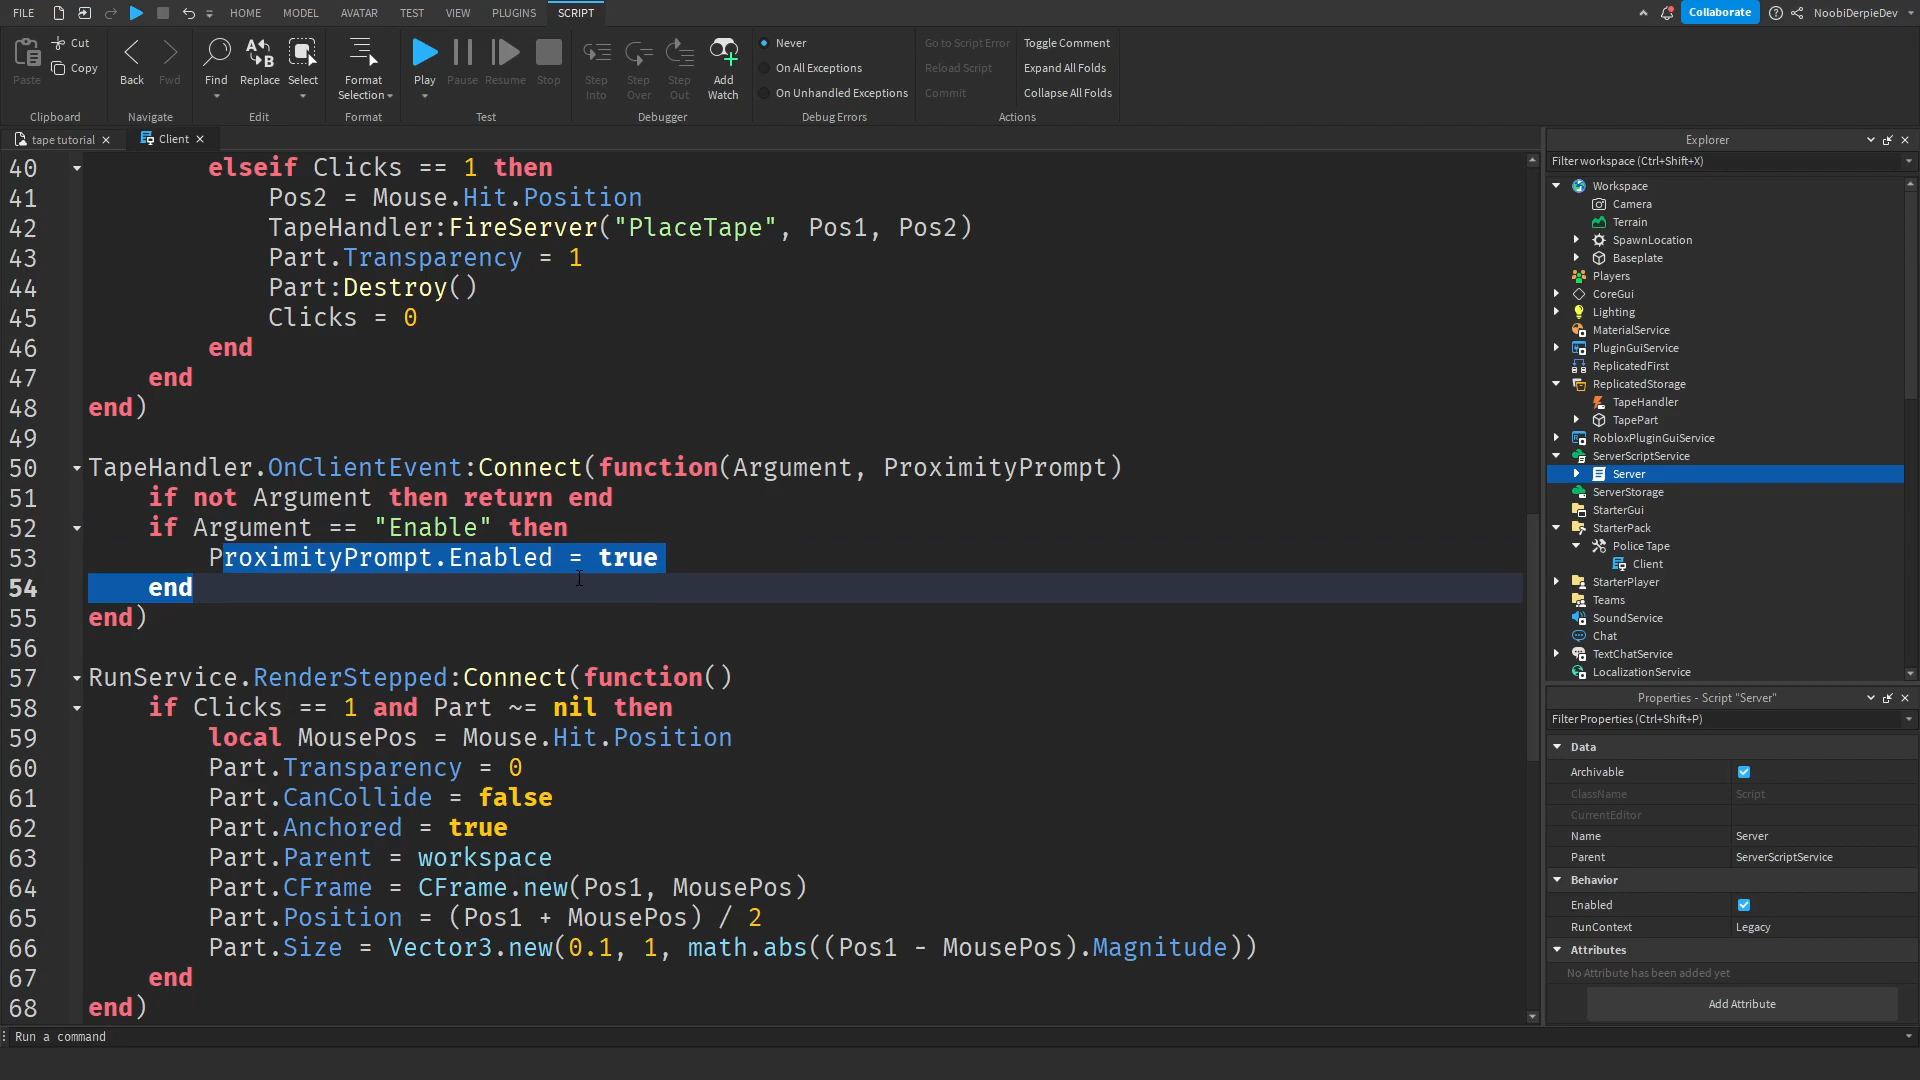 FILE HOME MODEL AVATAR TEST VIEW PLUGINS SCRIPT Collaborate NoobiDerpieDev
Paste Cut Copy
Back Fwd
Find Replace Select
Format Selection
Play Pause Resume Stop
Step Into Step Over Step Out Add Watch
Never
On All Exceptions
On Unhandled Exceptions
Go to Script Error
Reload Script
Commit
Toggle Comment
Expand All Folds
Collapse All Folds
Clipboard Navigate Edit Format Test Debugger Debug Errors Actions
tape tutorial Client
40 elseif Clicks == 1 then
41 Pos2 = Mouse.Hit.Position
42 TapeHandler:FireServer("PlaceTape", Pos1, Pos2)
43 Part.Transparency = 1
44 Part:Destroy()
45 Clicks = 0
46 end
47 end
48 end)
49
50 TapeHandler.OnClientEvent:Connect(function(Argument, ProximityPrompt)
51 if not Argument then return end
52 if Argument == "Enable" then
53 ProximityPrompt.Enabled = true
54 end
55 end)
56
57 RunService.RenderStepped:Connect(function()
58 if Clicks == 1 and Part ~= nil then
59 local MousePos = Mouse.Hit.Position
60 Part.Transparency = 0
61 Part.CanCollide = false
62 Part.Anchored = true
63 Part.Parent = workspace
64 Part.CFrame = CFrame.new(Pos1, MousePos)
65 Part.Position = (Pos1 + MousePos) / 2
66 Part.Size = Vector3.new(0.1, 1, math.abs((Pos1 - MousePos).Magnitude))
67 end
68 end)
Run a command
Explorer
Filter workspace (Ctrl+Shift+X)
Workspace
Camera
Terrain
SpawnLocation
Baseplate
Players
CoreGui
Lighting
MaterialService
PluginGuiService
ReplicatedFirst
ReplicatedStorage
TapeHandler
TapePart
RobloxPluginGuiService
ServerScriptService
Server
ServerStorage
StarterGui
StarterPack
Police Tape
Client
StarterPlayer
Teams
SoundService
Chat
TextChatService
LocalizationService
Properties - Script "Server"
Filter Properties (Ctrl+Shift+P)
Data
Archivable
ClassName Script
CurrentEditor
Name Server
Parent ServerScriptService
Behavior
Enabled
RunContext Legacy
Attributes
No Attribute has been added yet
Add Attribute